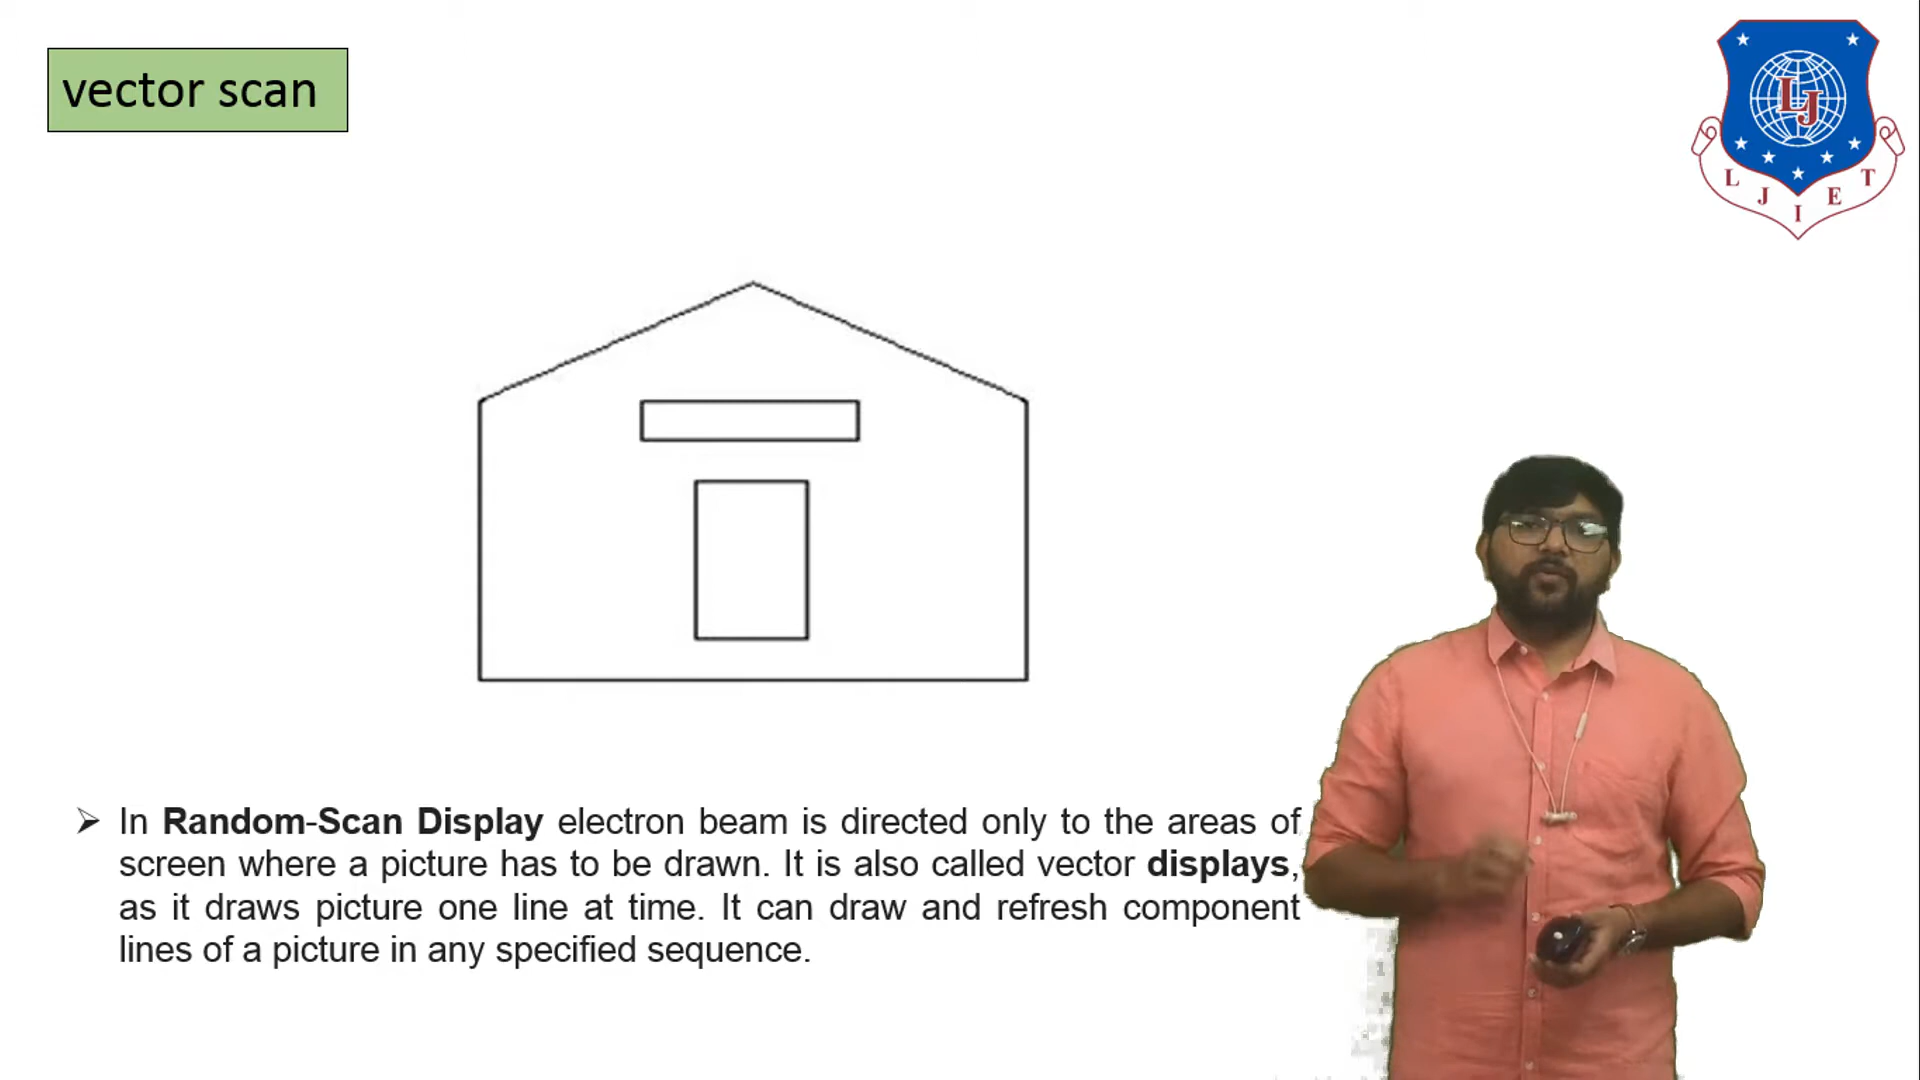 vector scan
LJ
L J I E T
➢ In Random-Scan Display electron beam is directed only to the areas of
screen where a picture has to be drawn. It is also called vector displays,
as it draws picture one line at time. It can draw and refresh component
lines of a picture in any specified sequence.